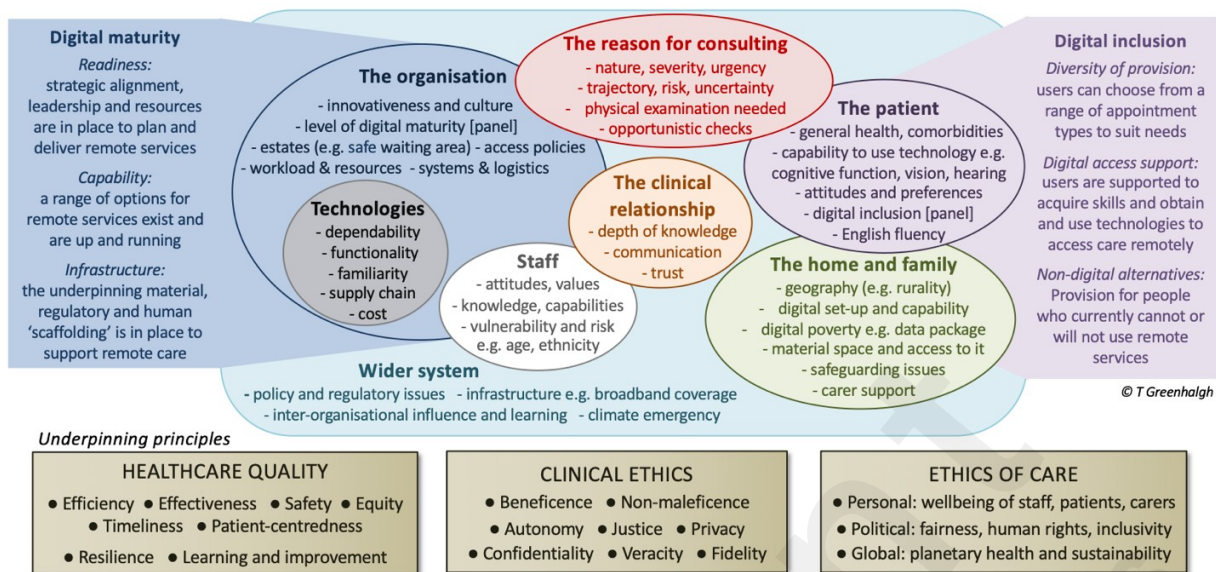 Digital maturity
Readiness:
strategic alignment,
leadership and resources
are in place to plan and
deliver remote services
Capability:
a range of options for
remote services exist and
are up and running
Infrastructure:
the underpinning material,
regulatory and human
‘scaffolding’ is in place to
support remote care
The organisation
- innovativeness and culture
- level of digital maturity [panel]
- estates (e.g. safe waiting area) - access policies
- workload & resources - systems & logistics
Technologies
- dependability
- functionality
- familiarity
- supply chain
- cost
Staff
- attitudes, values
- knowledge, capabilities
- vulnerability and risk
e.g. age, ethnicity
The reason for consulting
- nature, severity, urgency
- trajectory, risk, uncertainty
- physical examination needed
- opportunistic checks
The clinical
relationship
- depth of knowledge
- communication
- trust
The patient
- general health, comorbidities
- capability to use technology e.g.
cognitive function, vision, hearing
- attitudes and preferences
- digital inclusion [panel]
- English fluency
The home and family
- geography (e.g. rurality)
- digital set-up and capability
- digital poverty e.g. data package
- material space and access to it
- safeguarding issues
- carer support
Wider system
- policy and regulatory issues - infrastructure e.g. broadband coverage
- inter-organisational influence and learning - climate emergency
Digital inclusion
Diversity of provision:
users can choose from a
range of appointment
types to suit needs
Digital access support:
users are supported to
acquire skills and obtain
and use technologies to
access care remotely
Non-digital alternatives:
Provision for people
who currently cannot or
will not use remote
services
© T Greenhalgh
Underpinning principles
HEALTHCARE QUALITY
● Efficiency ● Effectiveness ● Safety ● Equity
● Timeliness ● Patient-centredness
● Resilience ● Learning and improvement
CLINICAL ETHICS
● Beneficence ● Non-maleficence
● Autonomy ● Justice ● Privacy
● Confidentiality ● Veracity ● Fidelity
ETHICS OF CARE
● Personal: wellbeing of staff, patients, carers
● Political: fairness, human rights, inclusivity
● Global: planetary health and sustainability